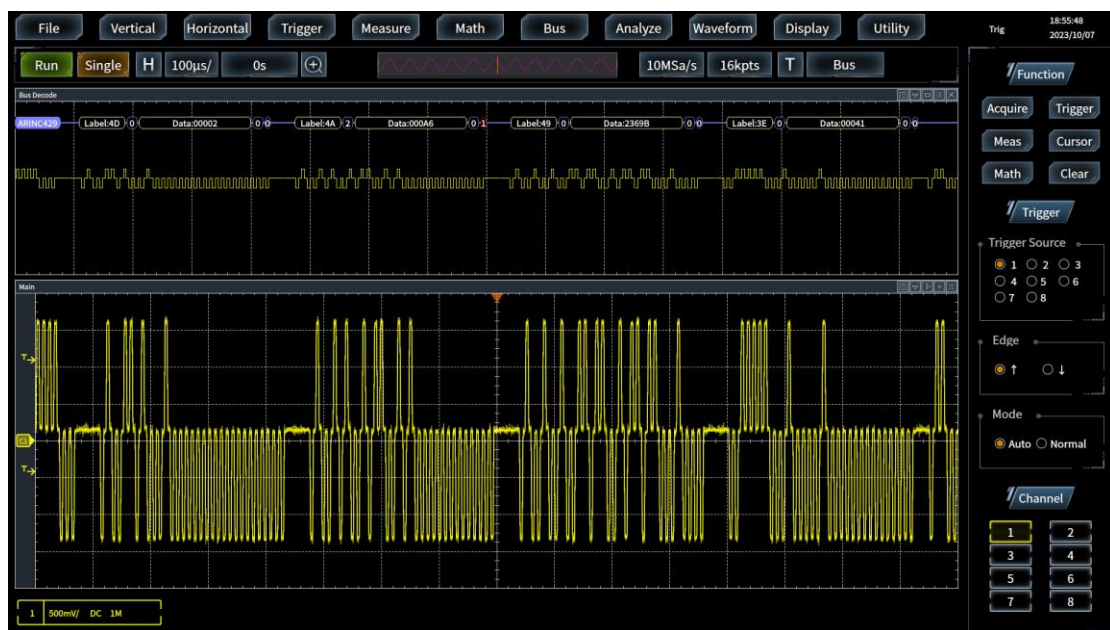 File Vertical Horizontal Trigger Measure Math Bus Analyze Waveform Display Utility Trig 18:55:48
2023/10/07
Run Single H 100μs/ 0s 10MSa/s 16kpts T Bus
Function
Acquire Trigger
Meas Cursor
Math Clear
Trigger
Trigger Source
1 2 3
4 5 6
7 8
Edge
↑ ↓
Mode
Auto Normal
Channel
1 2
3 4
5 6
7 8
Bus Decode
ARINC429 Label:4D 0 Data:00002 0 0 Label:4A 2 Data:000A6 0 1 Label:49 0 Data:2369B 0 0 Label:3E 0 Data:00041 0 0
Main
T
C1
T
1 500mV/ DC 1M